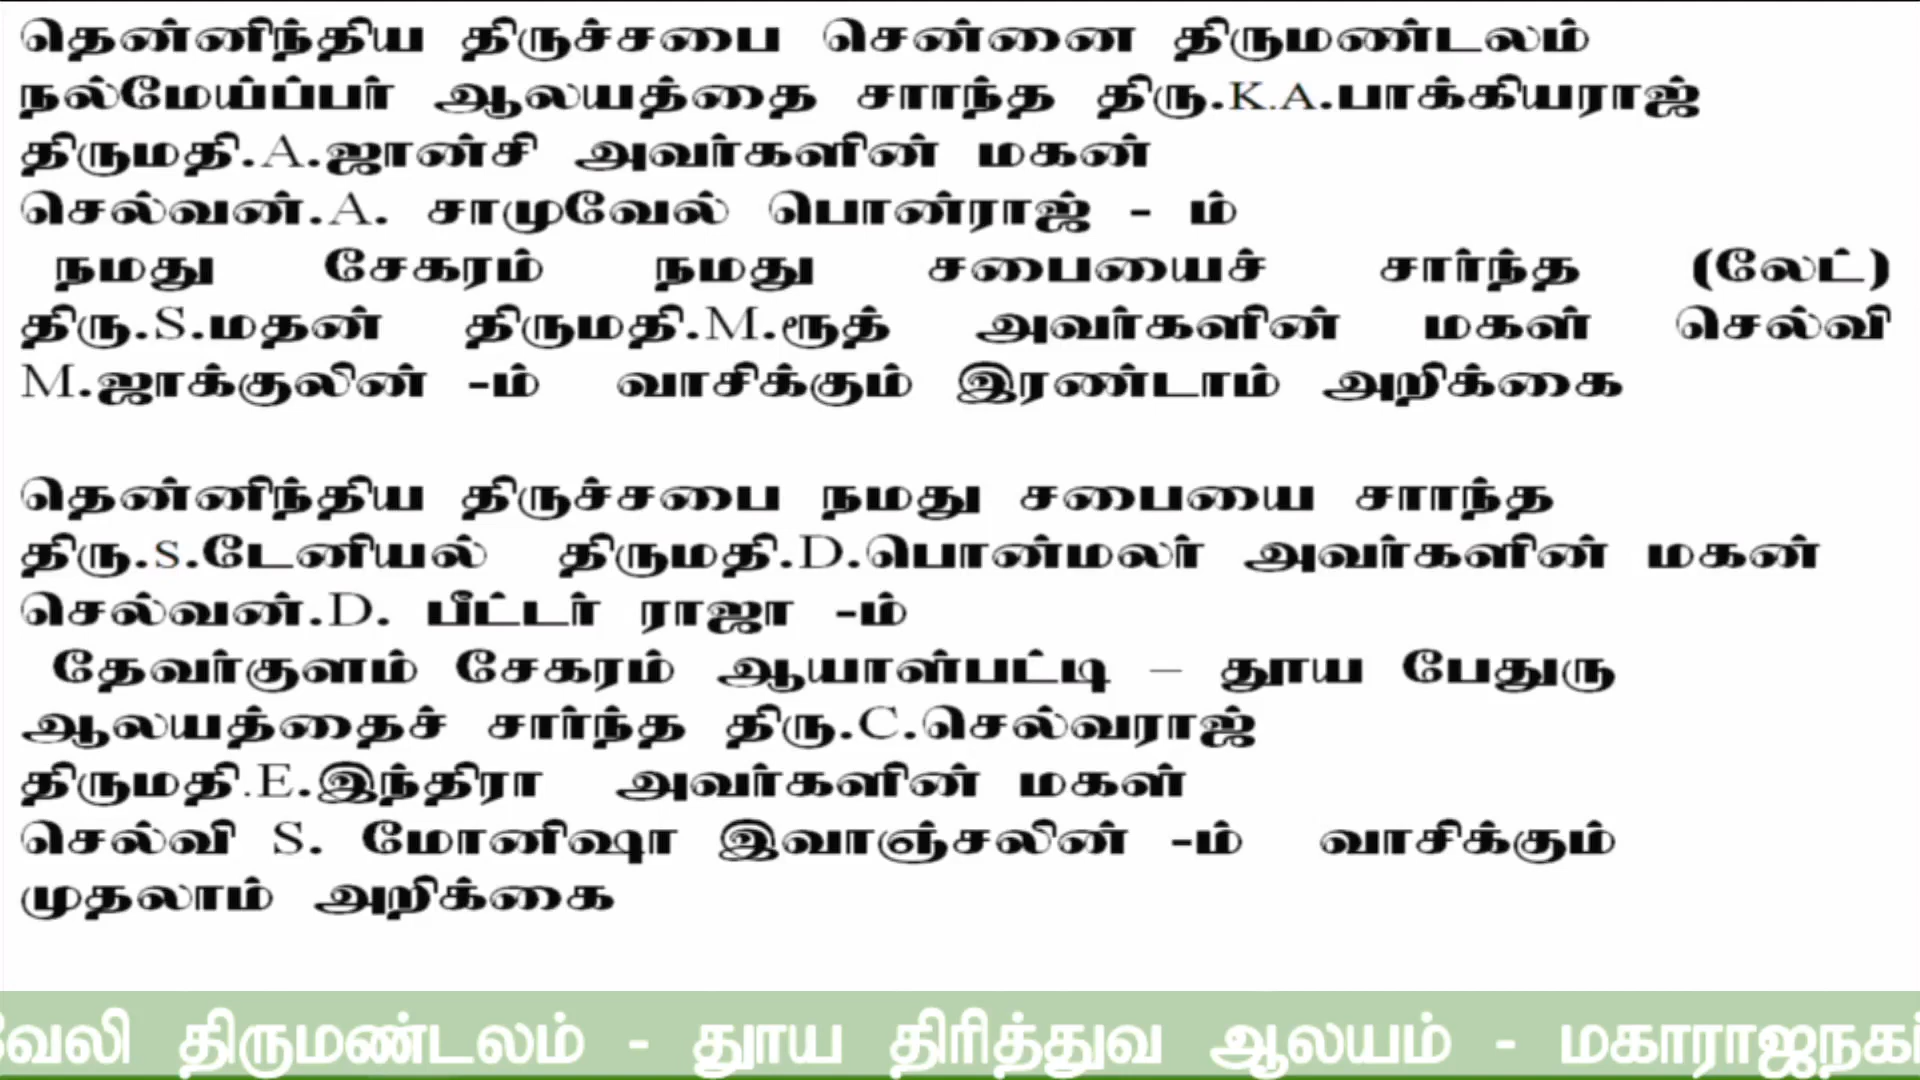 தென்னிந்திய திருச்சபை சென்னை திருமண்டலம்
நல்மேய்ப்பர் ஆலயத்தை சாாந்த திரு.K.A.பாக்கியராஜ்
திருமதி.A.ஜான்சி அவர்களின் மகன்
செல்வன்.A. சாமுவேல் பொன்ராஜ் - ம்
நமது சேகரம் நமது சபையைச் சார்ந்த (லேட்)
திரு.S.மதன் திருமதி.M.ரூத் அவர்களின் மகள் செல்வி
M.ஜாக்குலின் -ம் வாசிக்கும் இரண்டாம் அறிக்கை
தென்னிந்திய திருச்சபை நமது சபையை சாாந்த
திரு.s.டேனியல் திருமதி.D.பொன்மலர் அவர்களின் மகன்
செல்வன்.D. பீட்டர் ராஜா -ம்
தேவர்குளம் சேகரம் ஆயாள்பட்டி – தூய பேதுரு
ஆலயத்தைச் சார்ந்த திரு.C.செல்வராஜ்
திருமதி.E.இந்திரா அவர்களின் மகள்
செல்வி S. மோனிஷா இவாஞ்சலின் -ம் வாசிக்கும்
முதலாம் அறிக்கை
வேலி திருமண்டலம் - தூய திரித்துவ ஆலயம் - மகாராஜநகர்